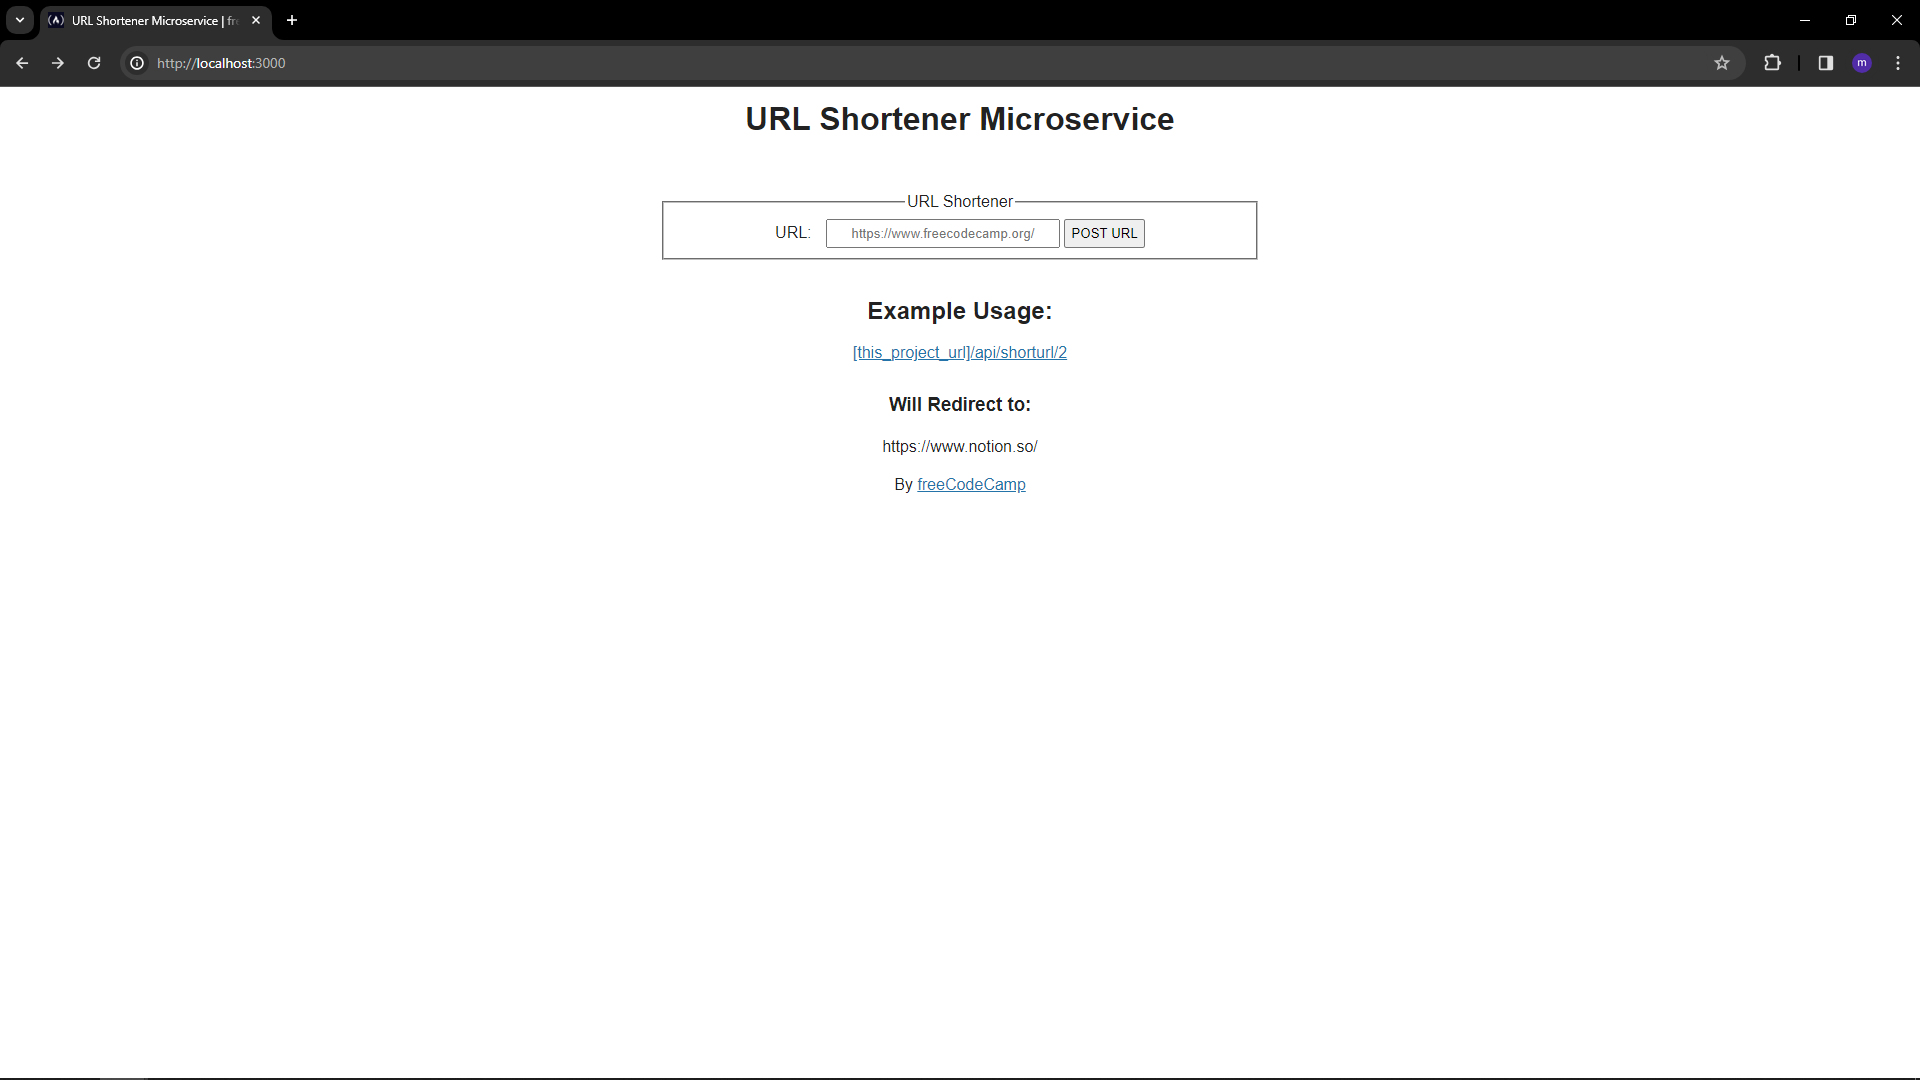 URL Shortener Microservice | fr
http://localhost:3000
m
URL Shortener Microservice
URL Shortener
URL: https://www.freecodecamp.org/ POST URL
Example Usage:
[this_project_url]/api/shorturl/2
Will Redirect to:
https://www.notion.so/
By freeCodeCamp